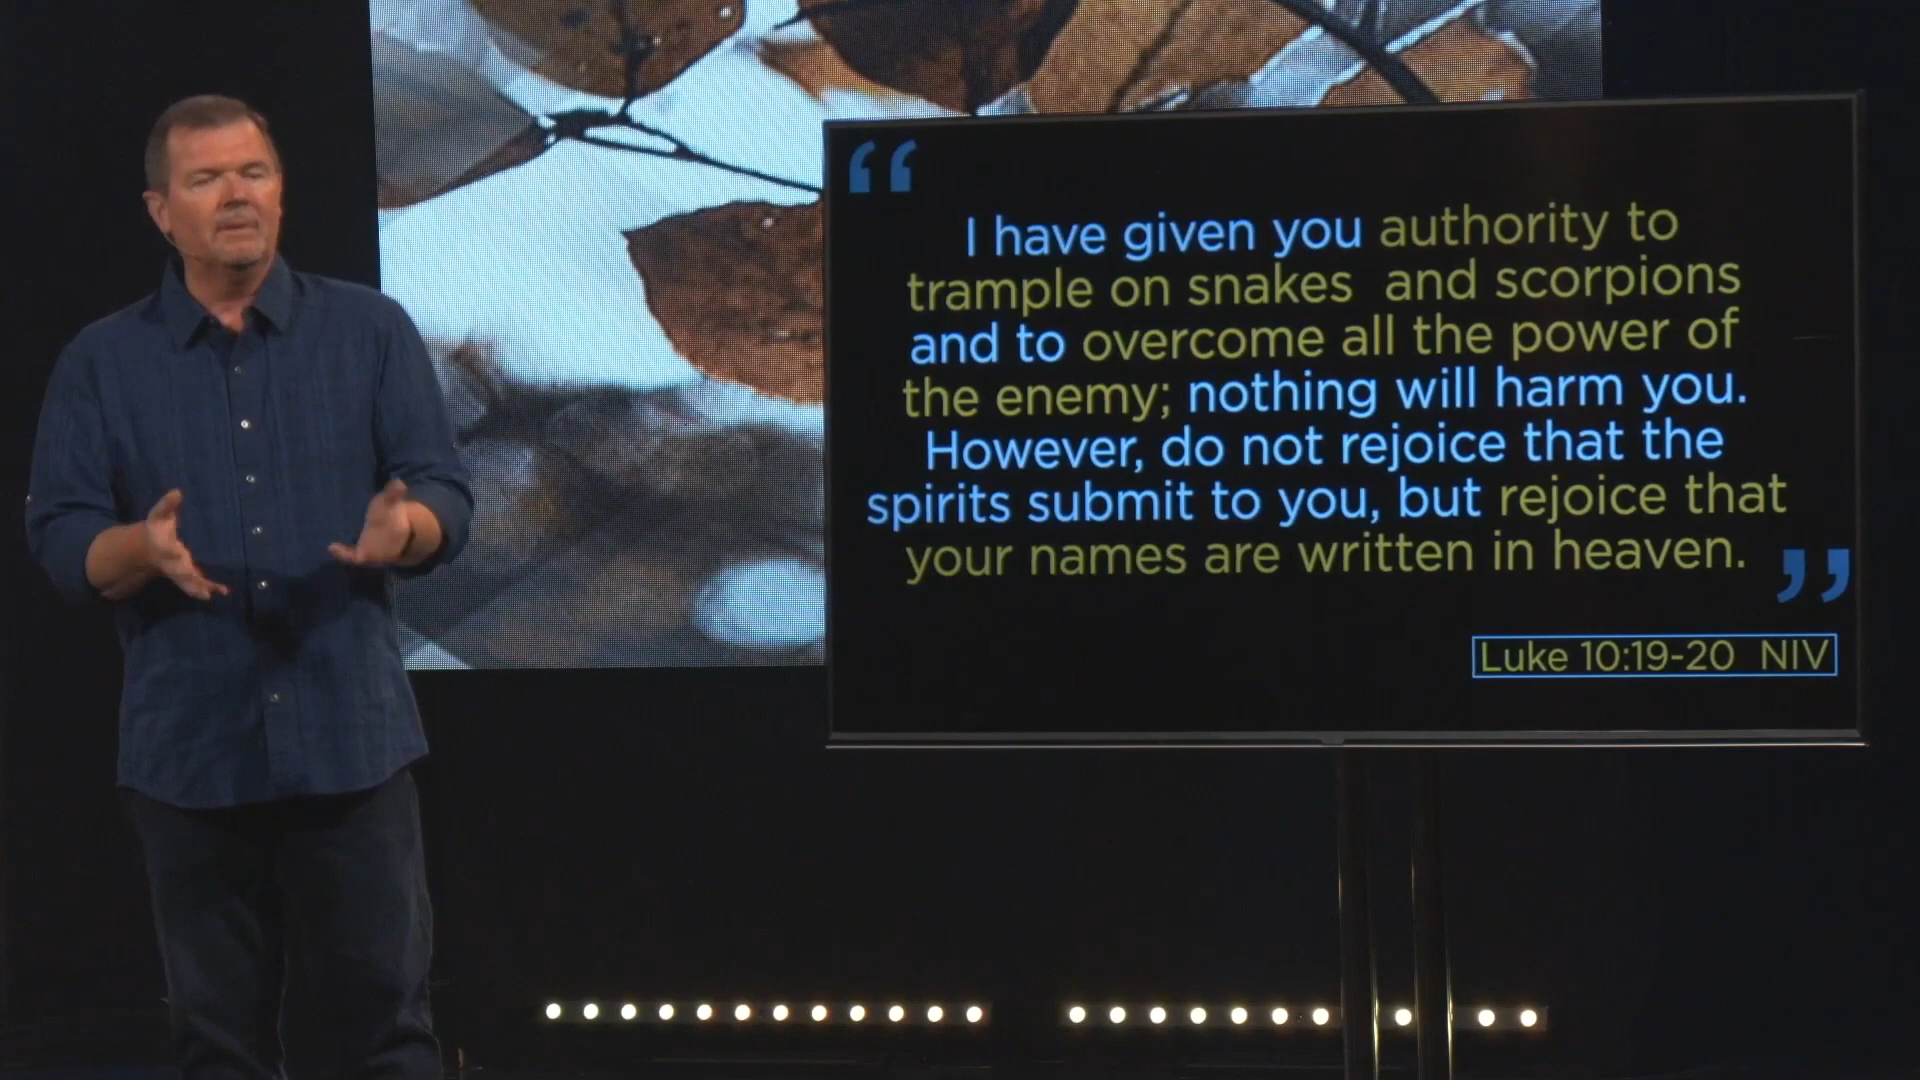 “
I have given you authority to
trample on snakes  and scorpions
and to overcome all the power of
the enemy; nothing will harm you.
However, do not rejoice that the
spirits submit to you, but rejoice that
your names are written in heaven.
”
Luke 10:19-20  NIV